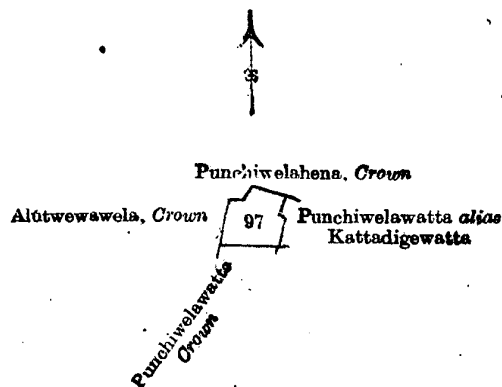 Punchiwelahena, Crown
Alutwewawela, Crown
97
Punchiwelawatta alias
Kattadigewatta
Punchiwelawatta
Crown